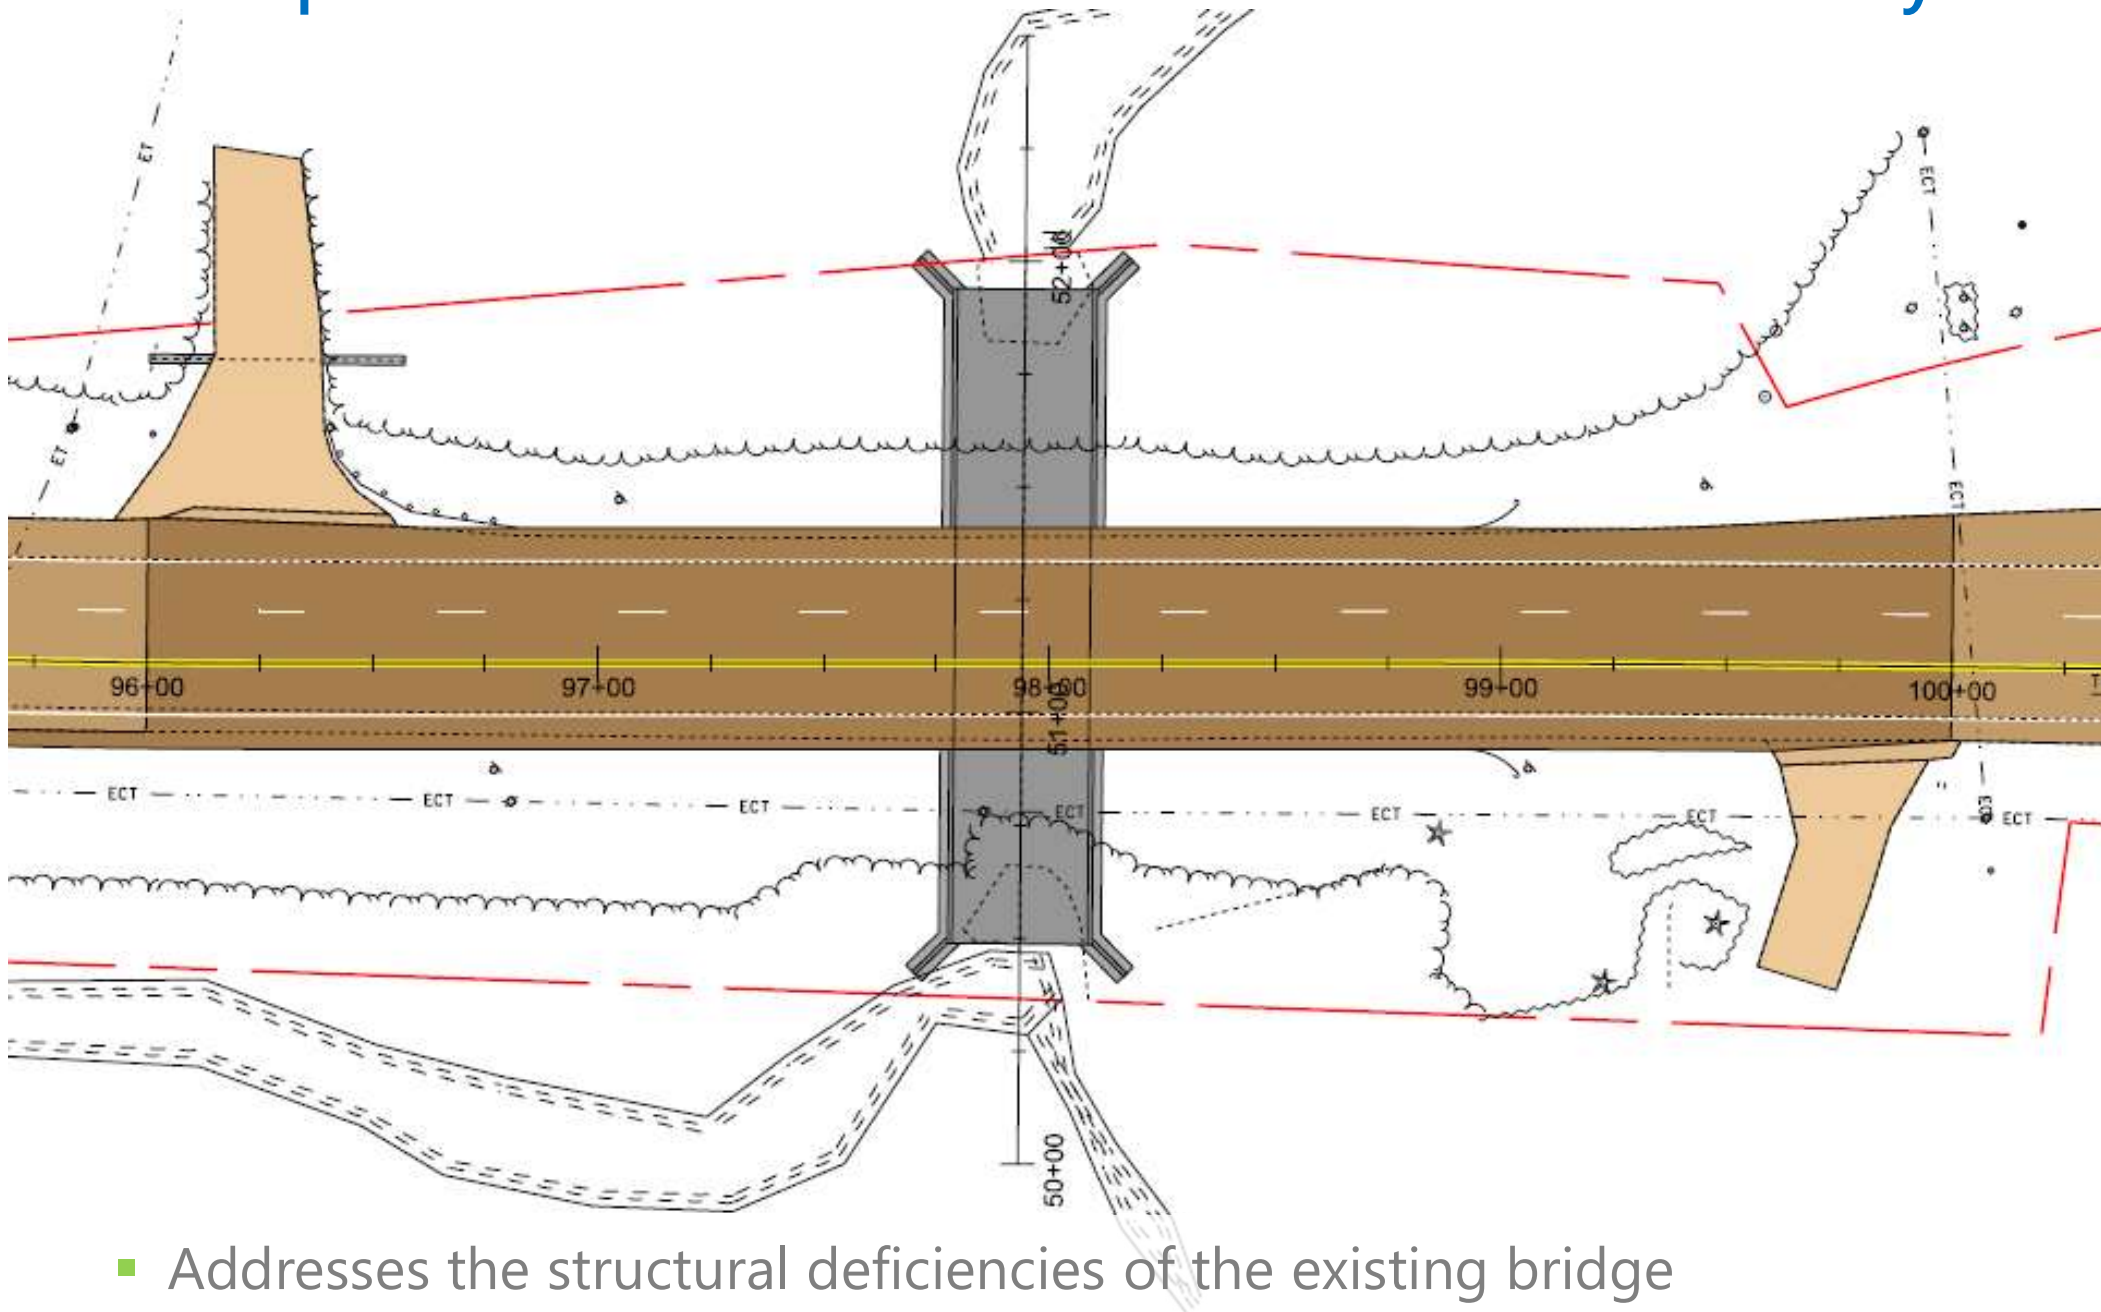 ET
ECT
52+00
ET
ECT
96+00
97+00
98+00
99+00
100+00
51+00
ECT
ECT
ECT
ECT
ECT
ECT
ECT
50+00
Addresses the structural deficiencies of the existing bridge